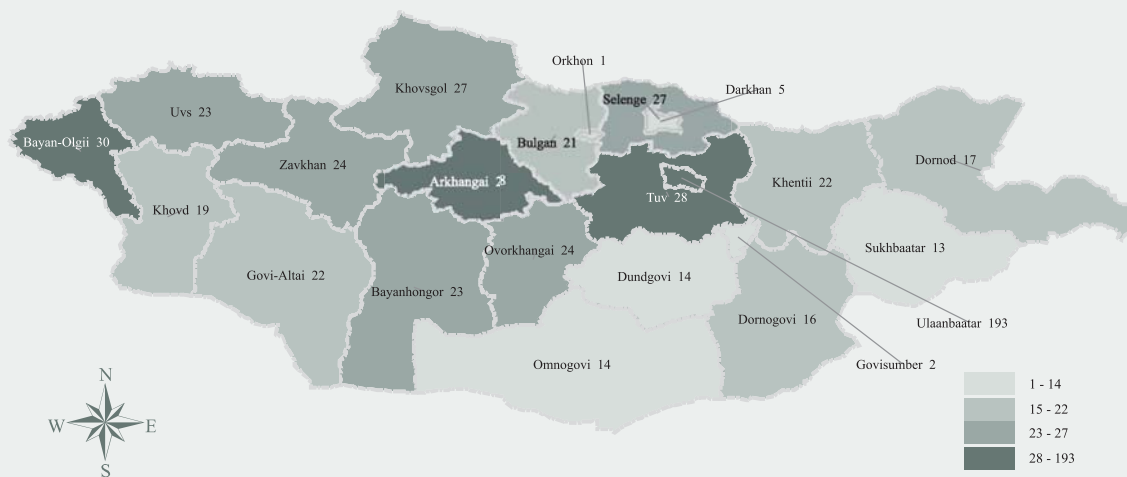 Orkhon 1
Khovsgol 27
Darkhan 5
Selenge 27
Uvs 23
Bayan-Olgii 30
Bulgan 21
Zavkhan 24
Dornod 17
Arkhangai 28
Khentii 22
Tuv 28
Khovd 19
Ovorkhangai 24
Sukhbaatar 13
Govi-Altai 22
Dundgovi 14
Bayanhongor 23
Dornogovi 16
Ulaanbaatar 193
Omnogovi 14
Govisumber 2
N
W
E
S
1 - 14
15 - 22
23 - 27
28 - 193